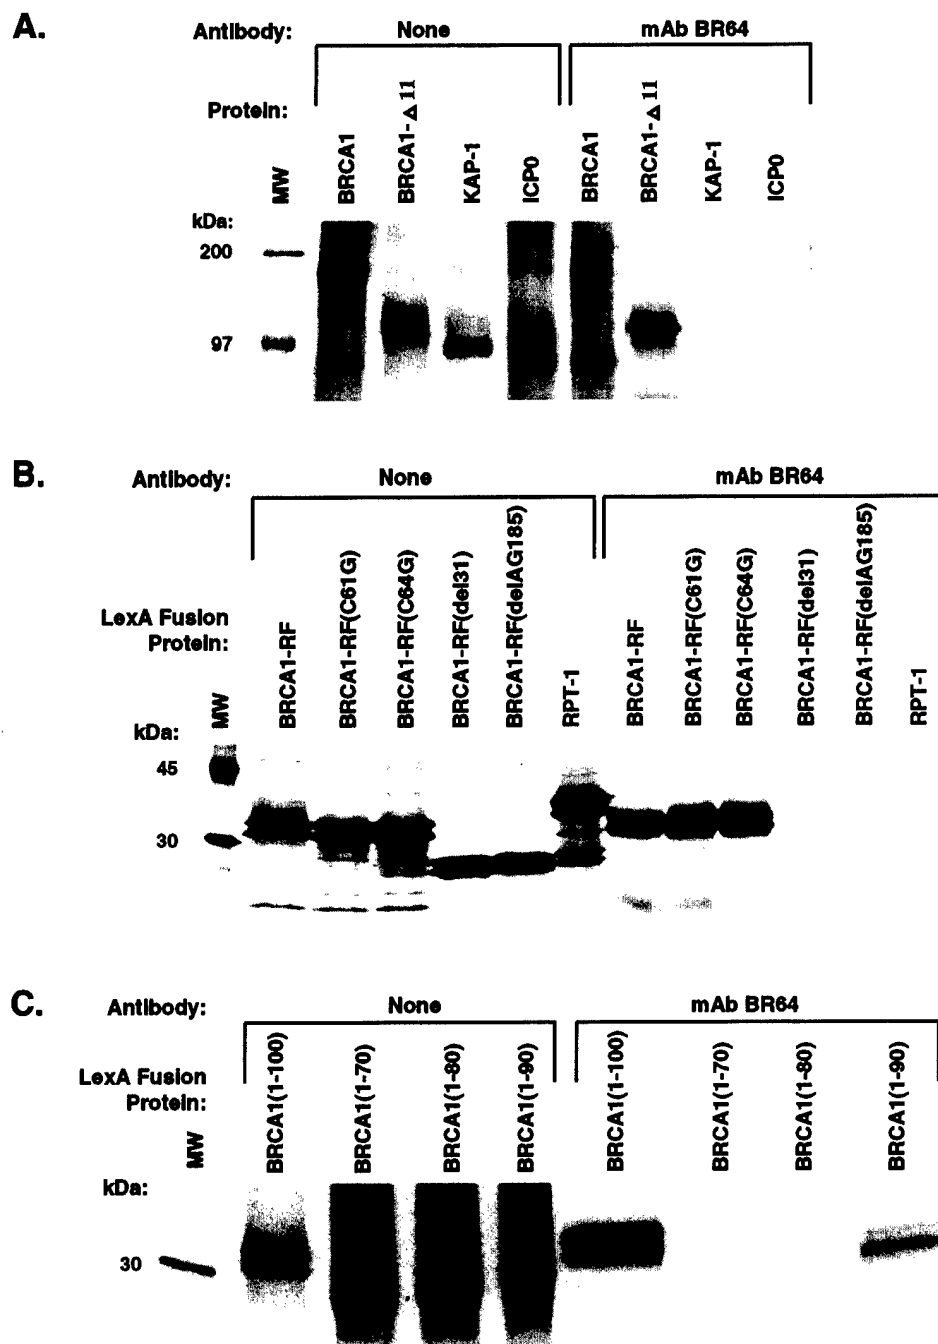 A.
Antibody: None mAb BR64
Protein:
MW BRCA1 BRCA1-Δ11 KAP-1 ICP0 BRCA1 BRCA1-Δ11 KAP-1 ICP0
kDa:
200
97
B.
Antibody: None mAb BR64
LexA Fusion
Protein:
MW BRCA1-RF BRCA1-RF(C61G) BRCA1-RF(C64G) BRCA1-RF(del31) BRCA1-RF(delAG185) RPT-1 BRCA1-RF BRCA1-RF(C61G) BRCA1-RF(C64G) BRCA1-RF(del31) BRCA1-RF(delAG185) RPT-1
kDa:
45
30
C.
Antibody: None mAb BR64
LexA Fusion
Protein:
MW BRCA1(1-100) BRCA1(1-70) BRCA1(1-80) BRCA1(1-90) BRCA1(1-100) BRCA1(1-70) BRCA1(1-80) BRCA1(1-90)
kDa:
30